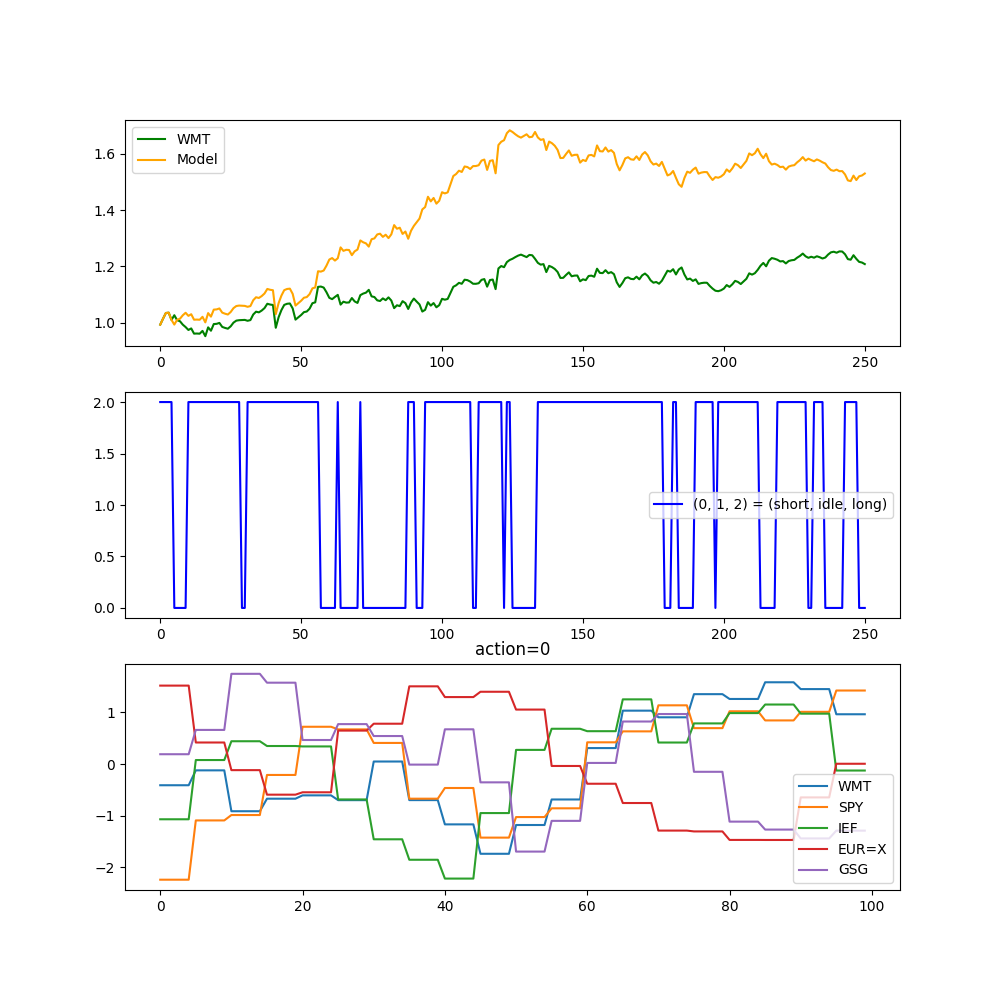 1.6
1.4
1.2
1.0
WMT
Model
0 50 100 150 200 250
2.0
1.5
1.0
0.5
0.0
(0, 1, 2) = (short, idle, long)
0 50 100 150 200 250
action=0
1
0
−1
−2
WMT
SPY
IEF
EUR=X
GSG
0 20 40 60 80 100